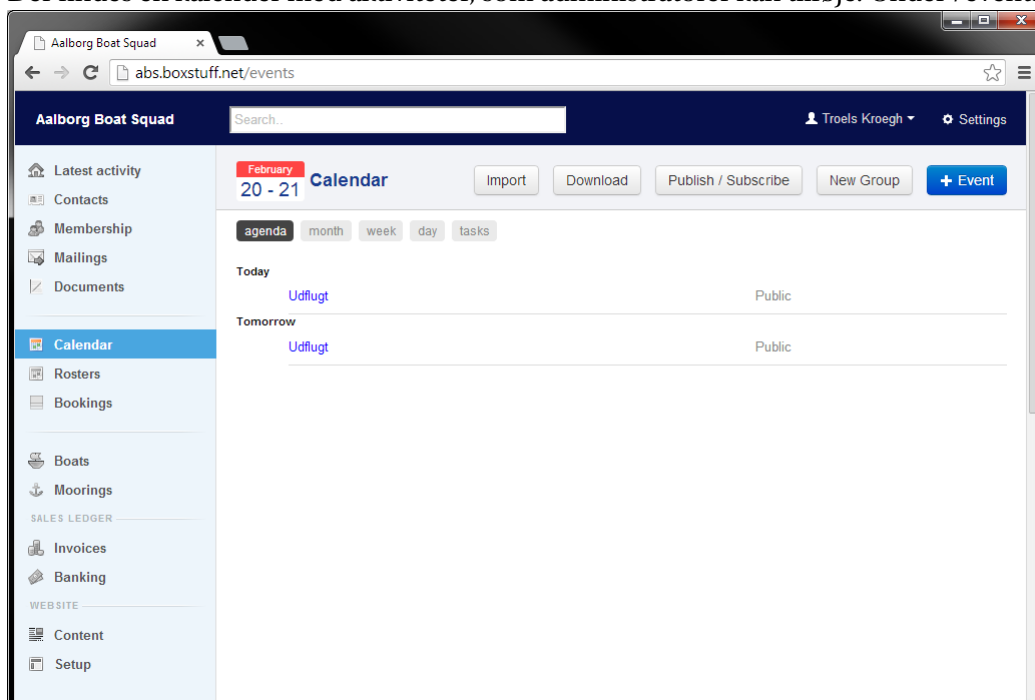 Aalborg Boat Squad
abs.boxstuff.net/events
Aalborg Boat Squad Search.. Troels Kroegh Settings
Latest activity
Contacts
Membership
Mailings
Documents
Calendar
Rosters
Bookings
Boats
Moorings
SALES LEDGER
Invoices
Banking
WEBSITE
Content
Setup
February
20 - 21 Calendar Import Download Publish / Subscribe New Group + Event
agenda month week day tasks
Today
Udflugt Public
Tomorrow
Udflugt Public